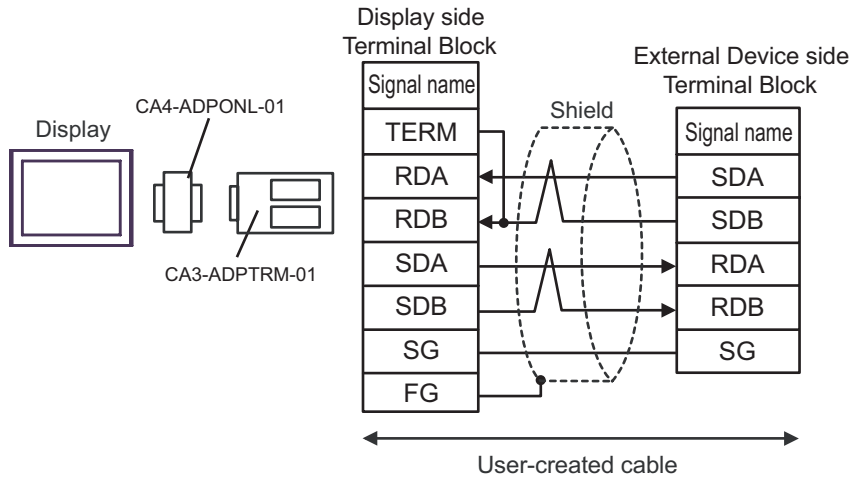 Display side
Terminal Block
External Device side
Terminal Block
CA4-ADPONL-01
Display
CA3-ADPTRM-01
Signal name
TERM
RDA
RDB
SDA
SDB
SG
FG
Shield
Signal name
SDA
SDB
RDA
RDB
SG
User-created cable